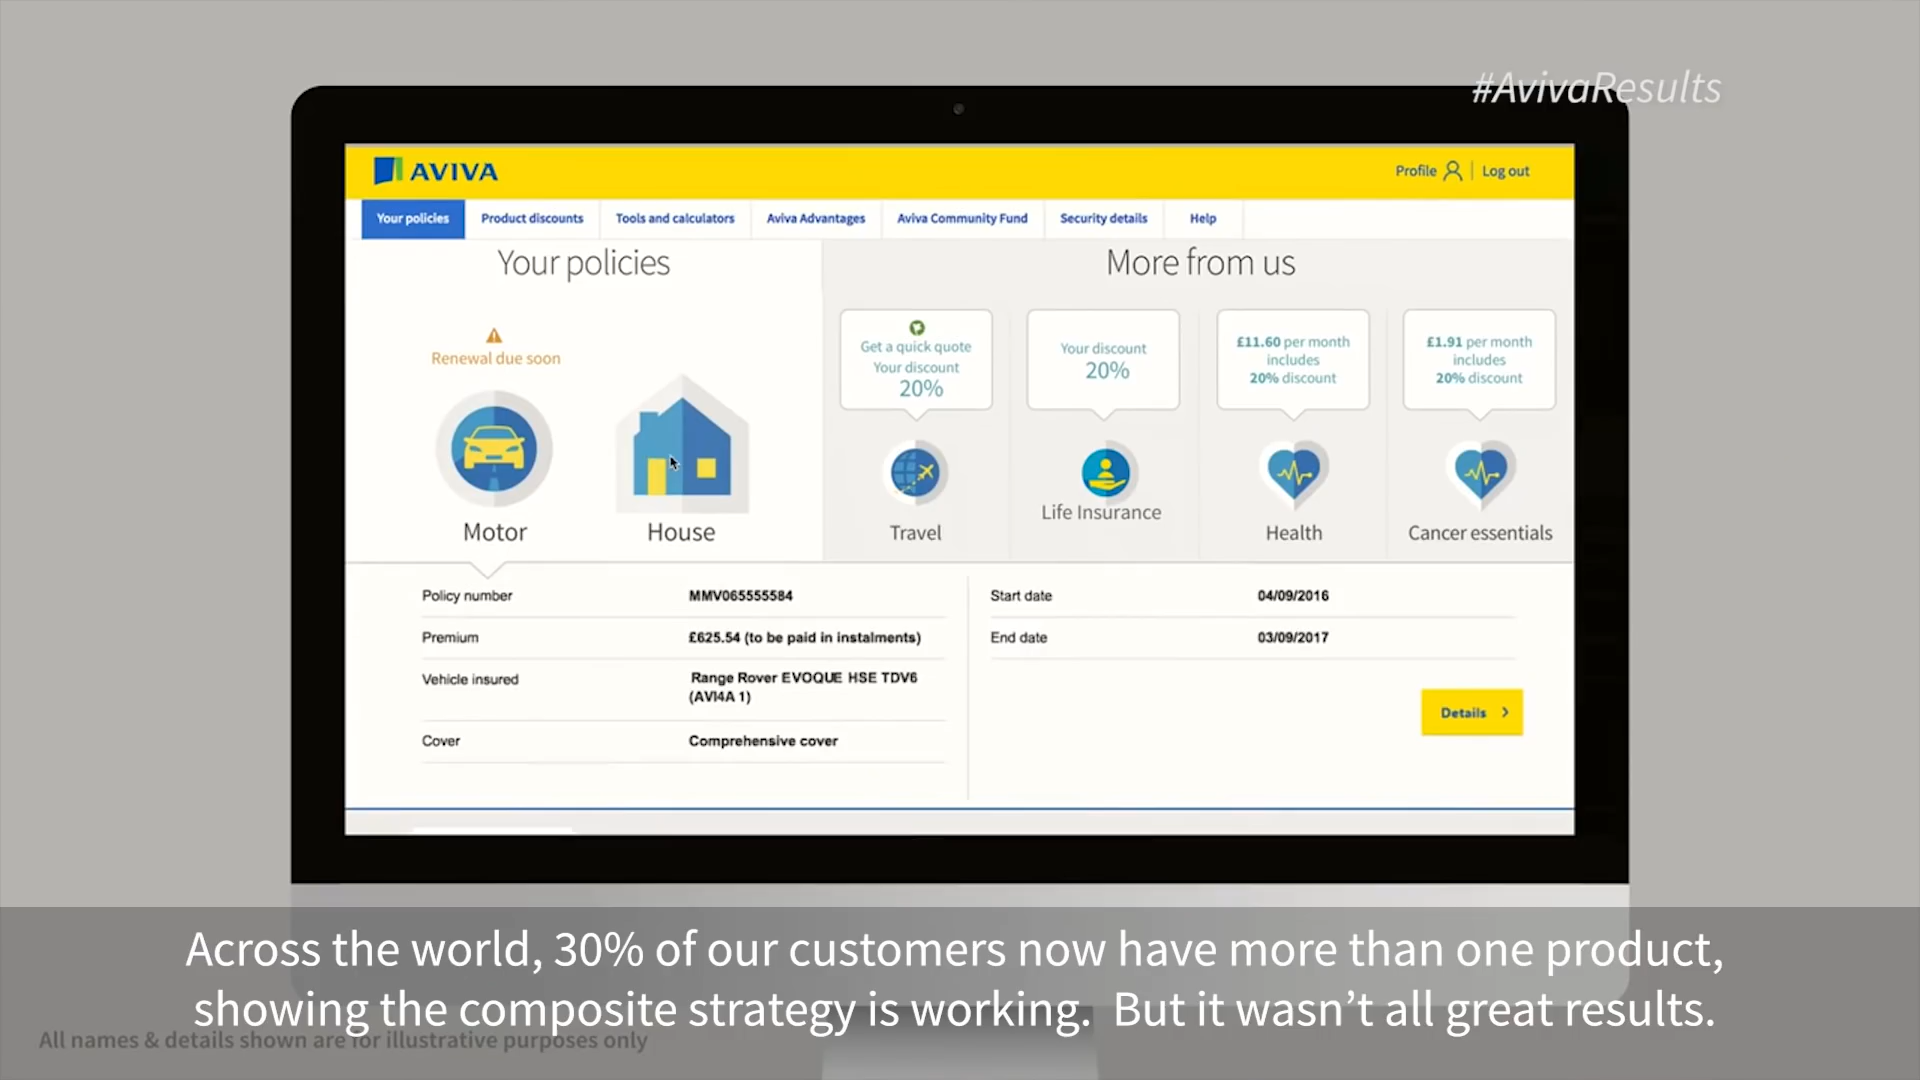 #AvivaResults
AVIVA
Profile
Log out
Your policies
Product discounts
Tools and calculators
Aviva Advantages
Aviva Community Fund
Security details
Help
Your policies
More from us
Renewal due soon
Motor
House
Get a quick quote
Your discount
20%
Travel
Your discount
20%
Life Insurance
£11.60 per month
includes
20% discount
Health
£1.91 per month
includes
20% discount
Cancer essentials
Policy number
MMV065555584
Premium
£625.54 (to be paid in instalments)
Vehicle insured
Range Rover EVOQUE HSE TDV6
(AVI4A 1)
Cover
Comprehensive cover
Start date
04/09/2016
End date
03/09/2017
Details
Across the world, 30% of our customers now have more than one product,
showing the composite strategy is working. But it wasn’t all great results.
All names & details shown are for illustrative purposes only